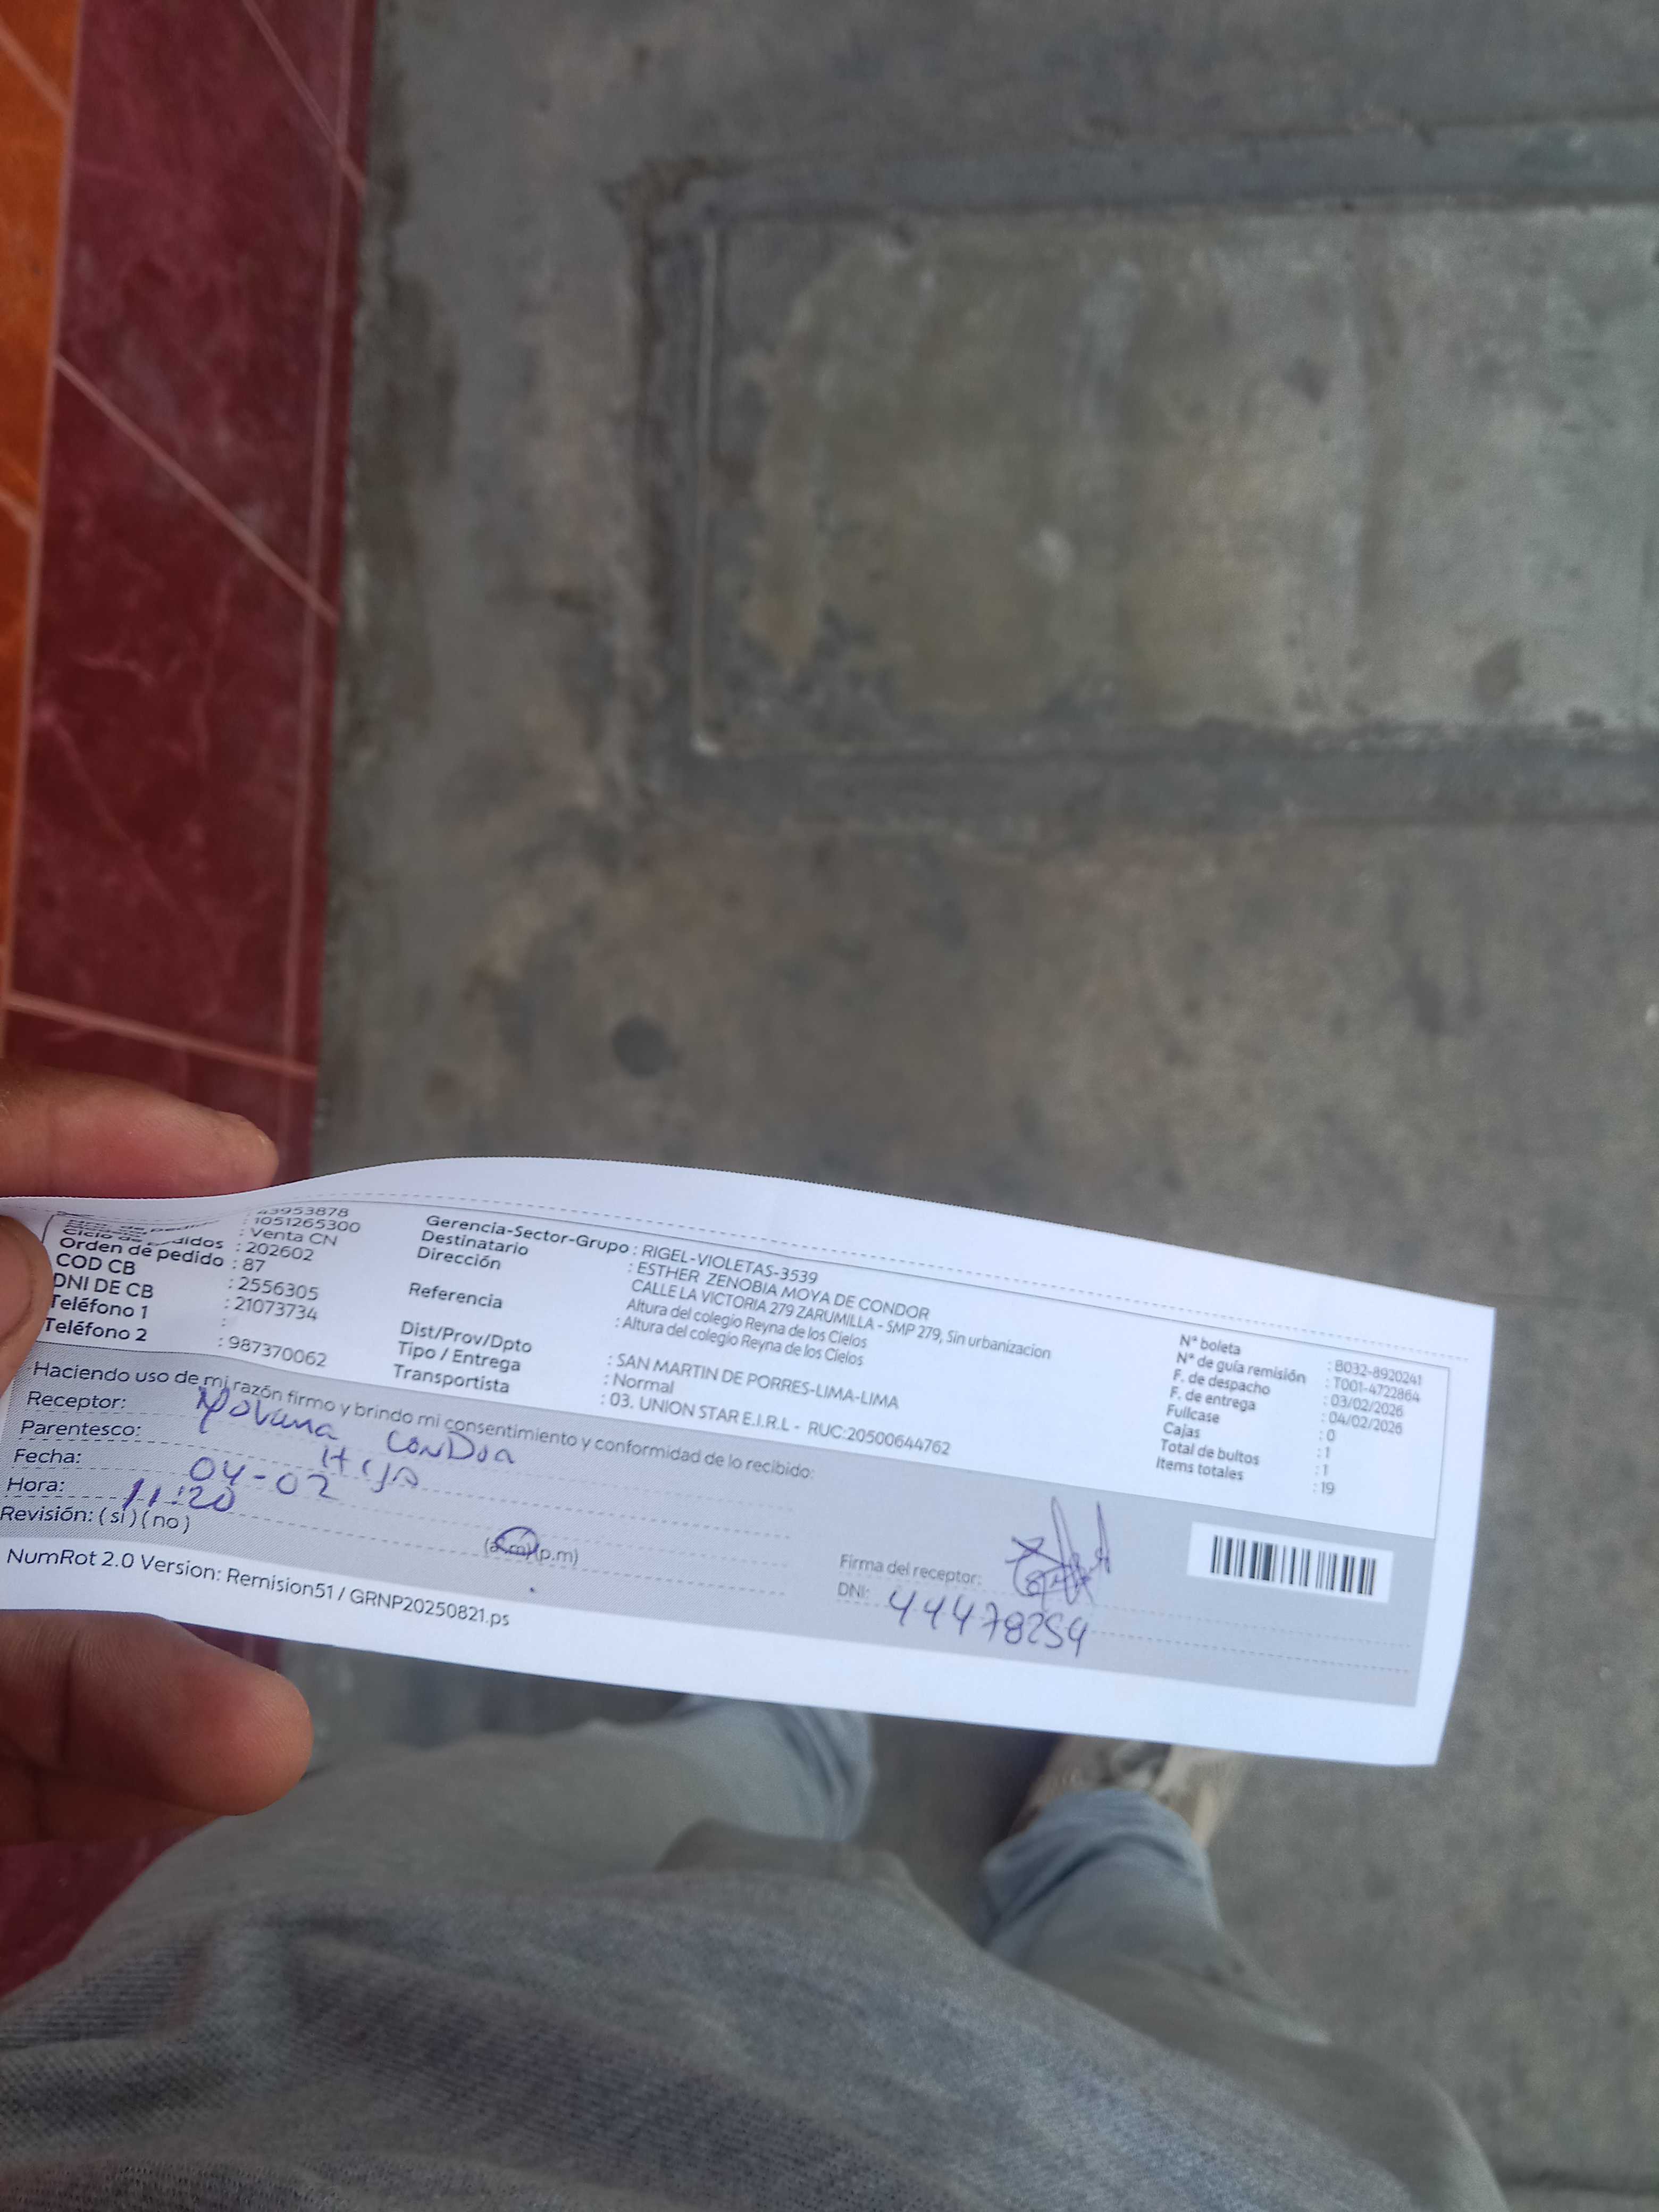 43953878
: 1051265300
: Venta CN
Orden de pedido : 202602
COD CB : 87
DNI DE CB : 2556305
Teléfono 1 : 21073734
Teléfono 2 :
: 987370062
Gerencia-Sector-Grupo : RIGEL-VIOLETAS-3539
Destinatario : ESTHER ZENOBIA MOYA DE CONDOR
Dirección CALLE LA VICTORIA 279 ZARUMILLA - SMP 279, Sin urbanizacion
Altura del colegio Reyna de los Cielos
Referencia : Altura del colegio Reyna de los Cielos
Dist/Prov/Dpto : SAN MARTIN DE PORRES-LIMA-LIMA
Tipo / Entrega : Normal
Transportista : 03. UNION STAR E.I.R.L - RUC:20500644762
N° boleta : B032-8920241
N° de guía remisión : T001-4722864
F. de despacho : 03/02/2026
F. de entrega : 04/02/2026
Fullcase : 0
Cajas : 1
Total de bultos : 1
Items totales : 19
Haciendo uso de mi razón firmo y brindo mi consentimiento y conformidad de lo recibido:
Receptor: Yovana Condor
Parentesco: Hija
Fecha: 04-02
Hora: 11:20 (a.m)(p.m)
Revisión: (si) (no)
Firma del receptor:
DNI: 44478254
NumRot 2.0 Version: Remision51 / GRNP20250821.ps